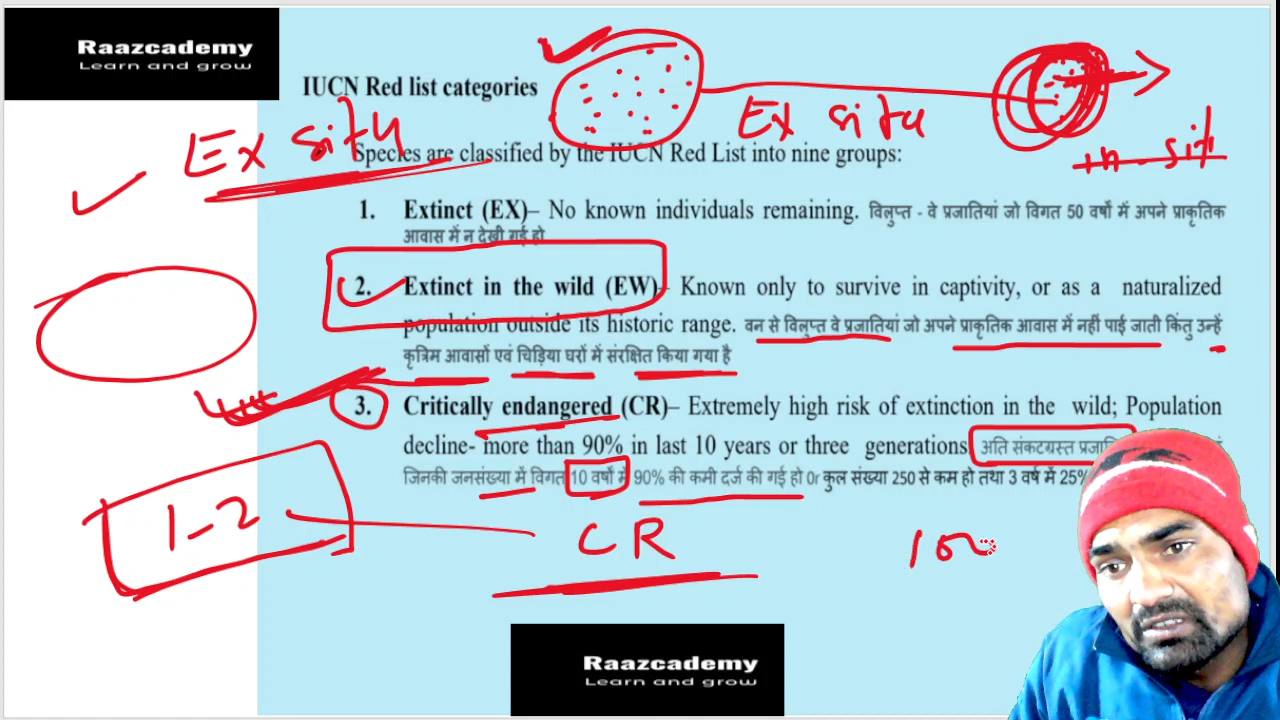 Raazcademy
Learn and grow
IUCN Red list categories
Ex situ
Ex situ
in-sit
Species are classified by the IUCN Red List into nine groups:
1. Extinct (EX)– No known individuals remaining. विलुप्त - वे प्रजातियां जो विगत 50 वर्षों में अपने प्राकृतिक
आवास में न देखी गई हो
2. Extinct in the wild (EW)– Known only to survive in captivity, or as a naturalized
population outside its historic range. वन से विलुप्त वे प्रजातियां जो अपने प्राकृतिक आवास में नहीं पाई जाती किंतु उन्हें
कृत्रिम आवासों एवं चिड़िया घरों में संरक्षित किया गया है
3. Critically endangered (CR)– Extremely high risk of extinction in the wild; Population
decline- more than 90% in last 10 years or three generations अति संकटग्रस्त
जिनकी जनसंख्या में विगत 10 वर्षों में 90% की कमी दर्ज की गई हो Or कुल संख्या 250 से कम हो तथा 3 वर्ष में 25%
1-2
CR
Raazcademy
Learn and grow